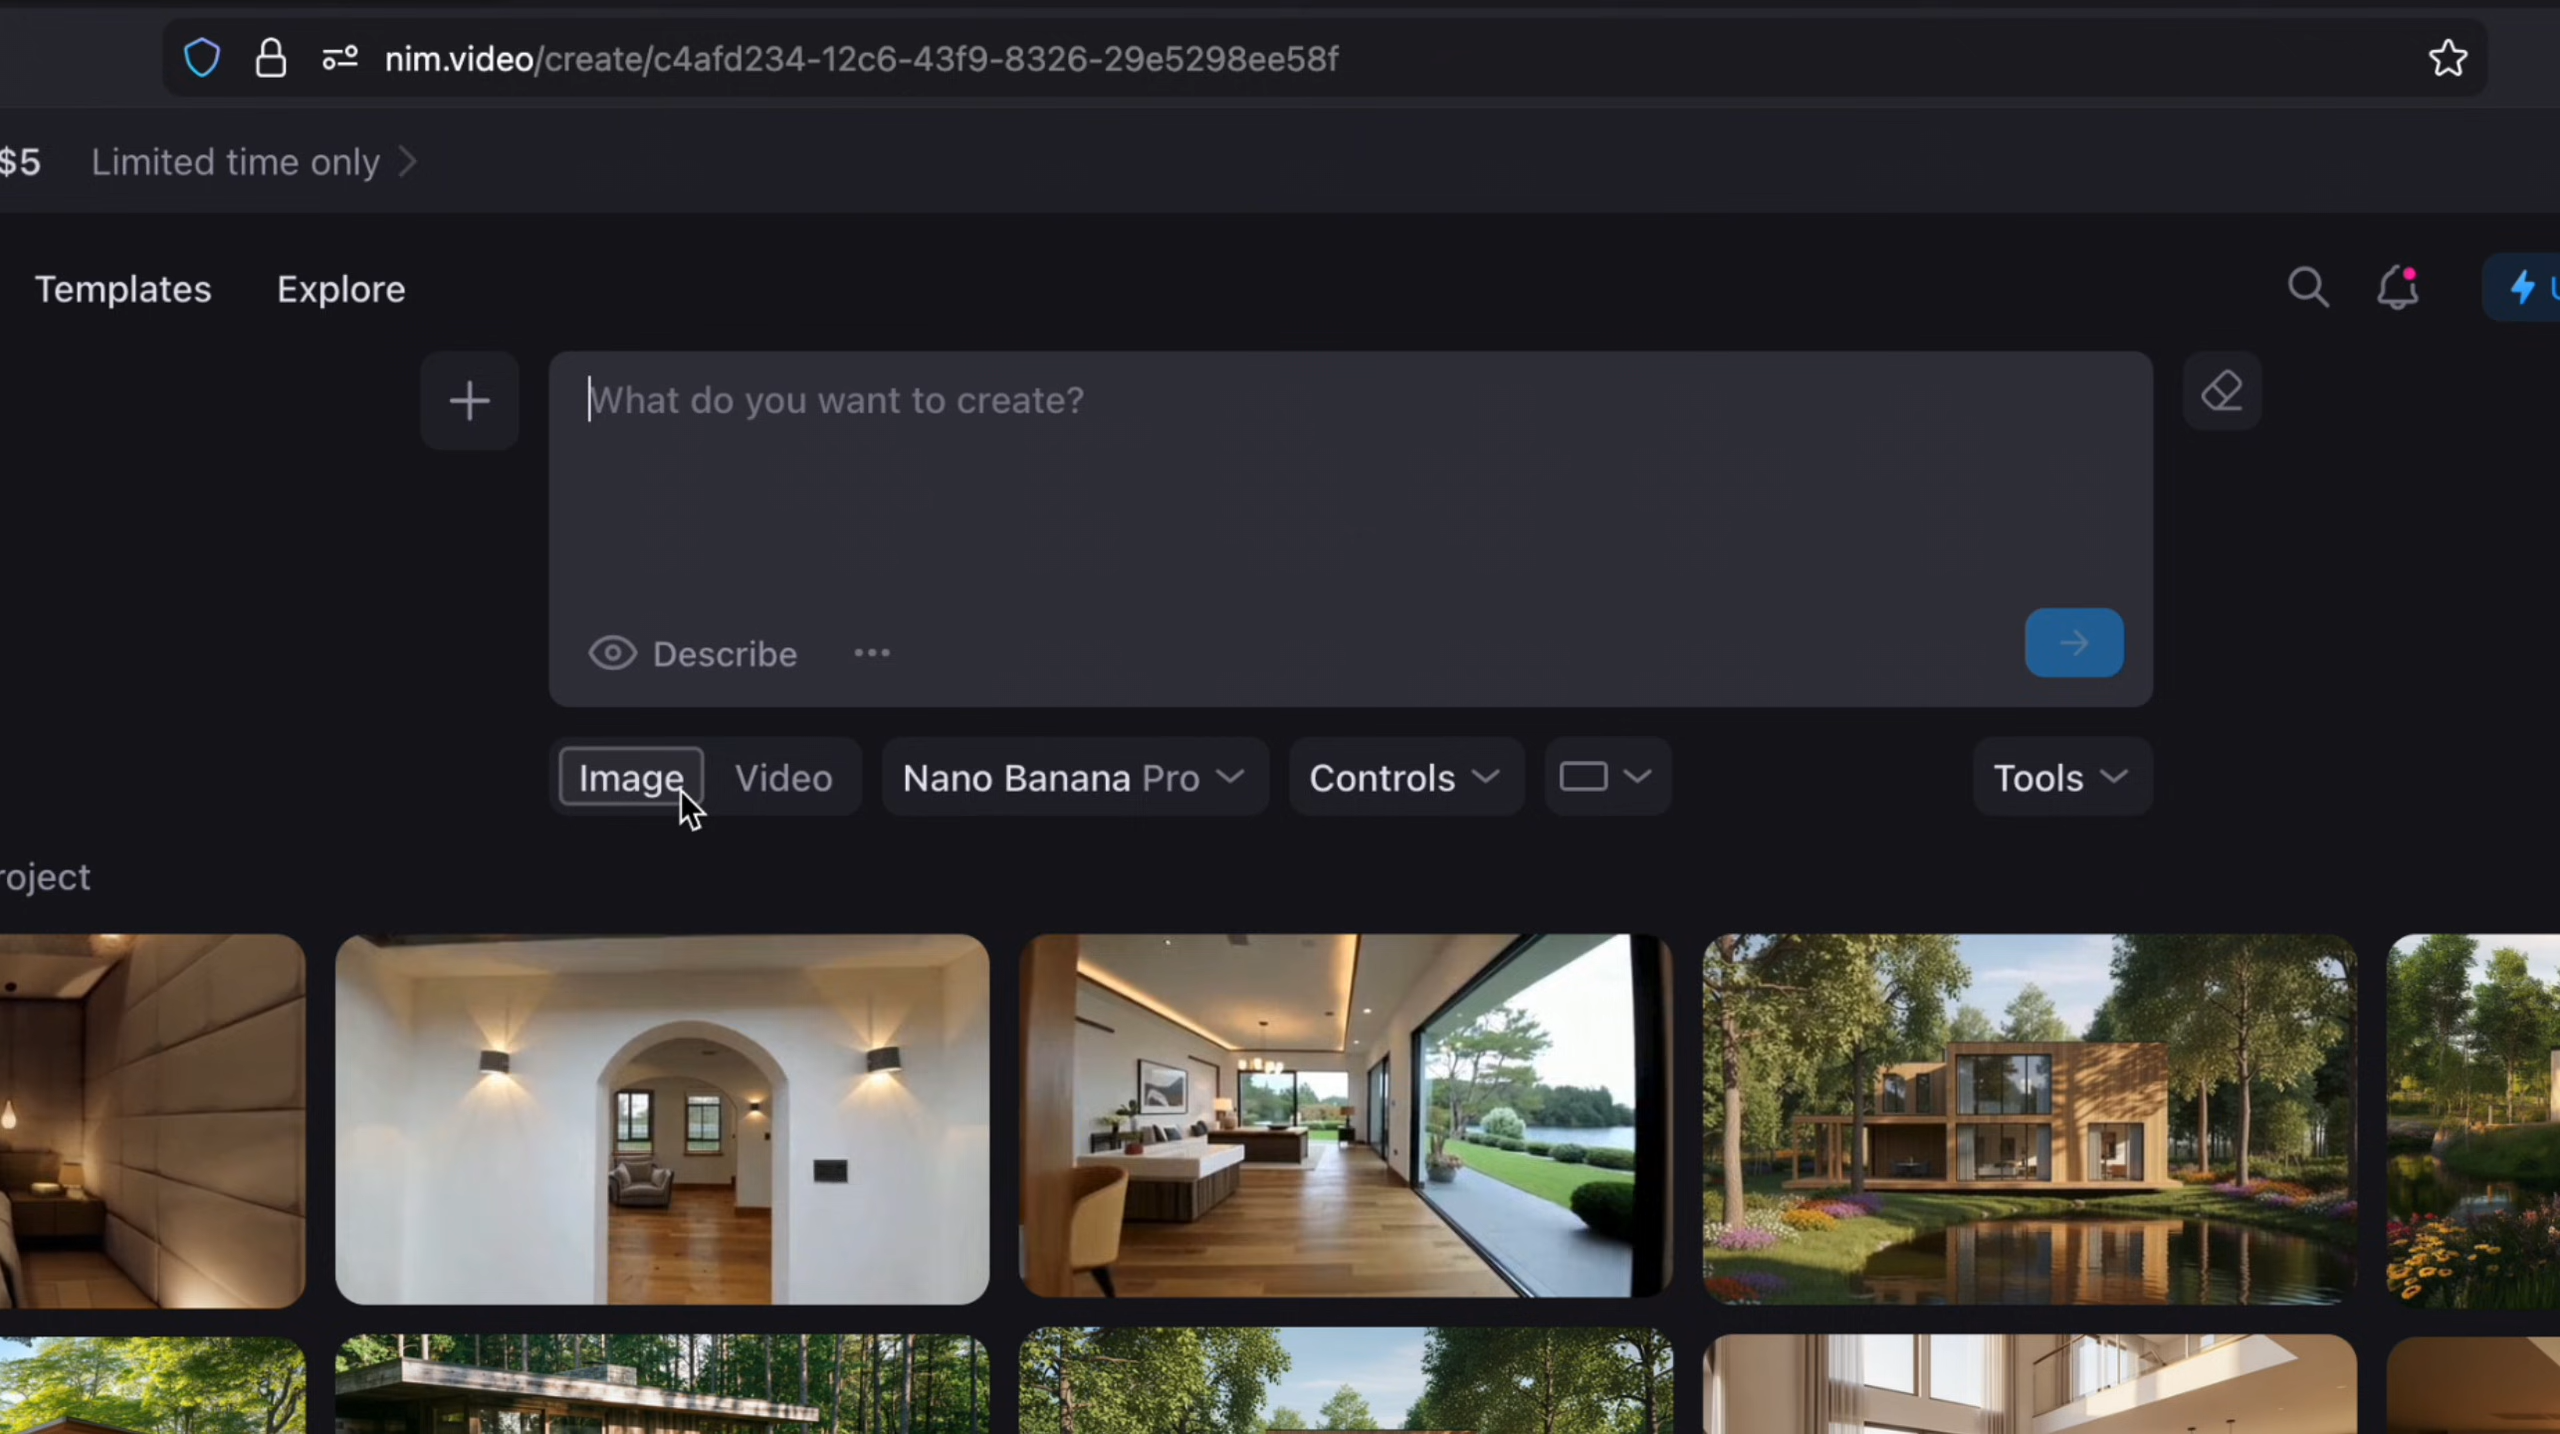 nim.video/create/c4afd234-12c6-43f9-8326-29e5298ee58f
$5 Limited time only
Templates Explore
What do you want to create?
Describe
Image Video Nano Banana Pro Controls Tools
roject